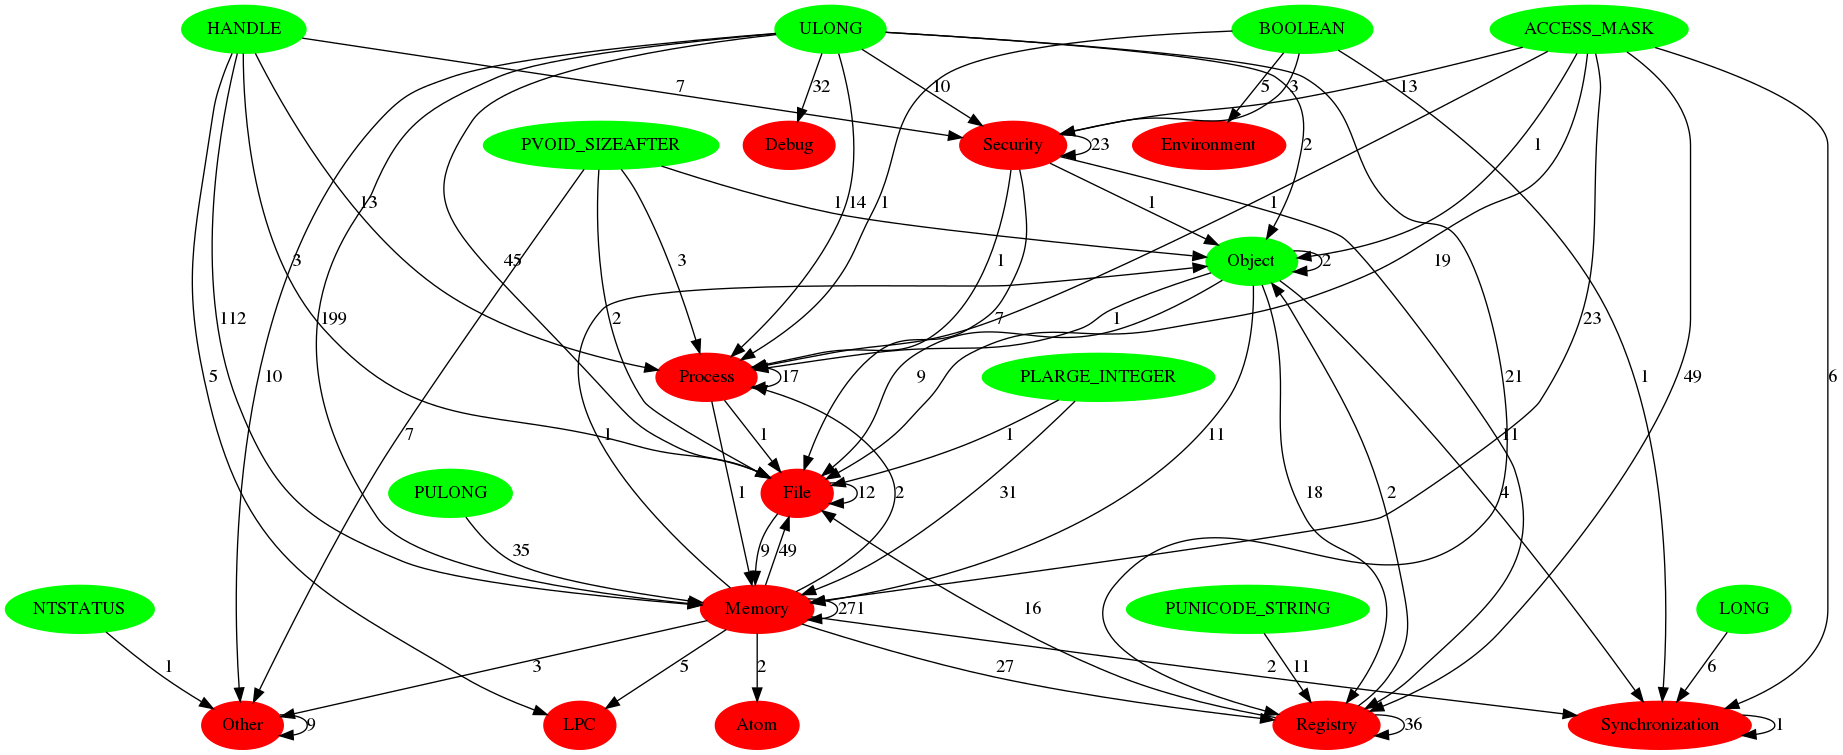 HANDLE
ULONG
BOOLEAN
ACCESS_MASK
7
32
10
5
3
13
PVOID_SIZEAFTER
Debug
Security
23
Environment
2
1
13
1
14
1
1
1
3
45
3
1
Object
2
19
112
199
2
7
1
23
5
10
Process
17
9
PLARGE_INTEGER
21
1
49
6
7
1
1
1
11
11
PULONG
1
File
12
31
18
2
4
35
9
49
2
NTSTATUS
Memory
271
16
PUNICODE_STRING
LONG
1
3
5
2
27
2
11
6
Other
9
LPC
Atom
Registry
36
Synchronization
1